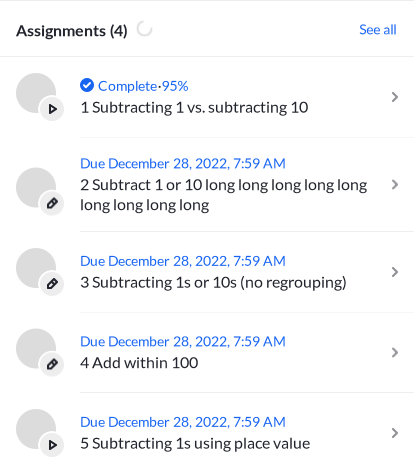 Assignments (4)
See all
Complete·95%
1 Subtracting 1 vs. subtracting 10
Due December 28, 2022, 7:59 AM
2 Subtract 1 or 10 long long long long long
long long long long
Due December 28, 2022, 7:59 AM
3 Subtracting 1s or 10s (no regrouping)
Due December 28, 2022, 7:59 AM
4 Add within 100
Due December 28, 2022, 7:59 AM
5 Subtracting 1s using place value